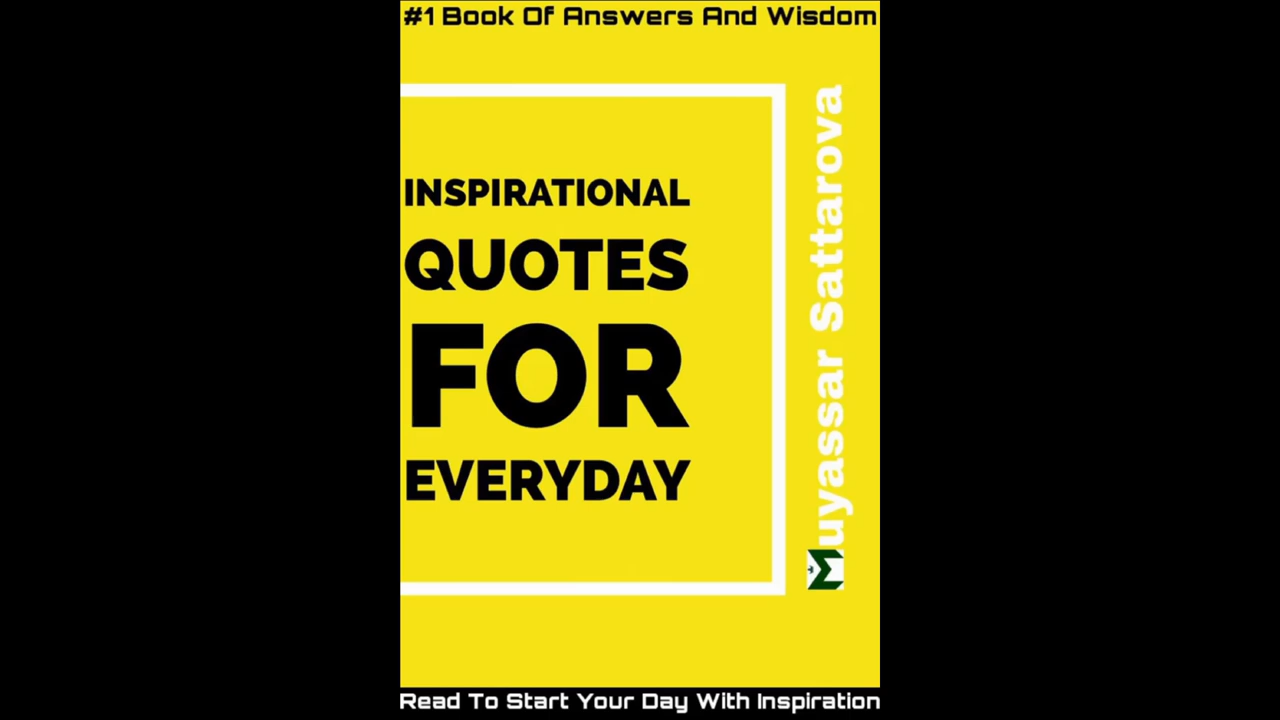 #1 Book Of Answers And Wisdom
INSPIRATIONAL
QUOTES
FOR
EVERYDAY
Muyassar Sattarova
Read To Start Your Day With Inspiration